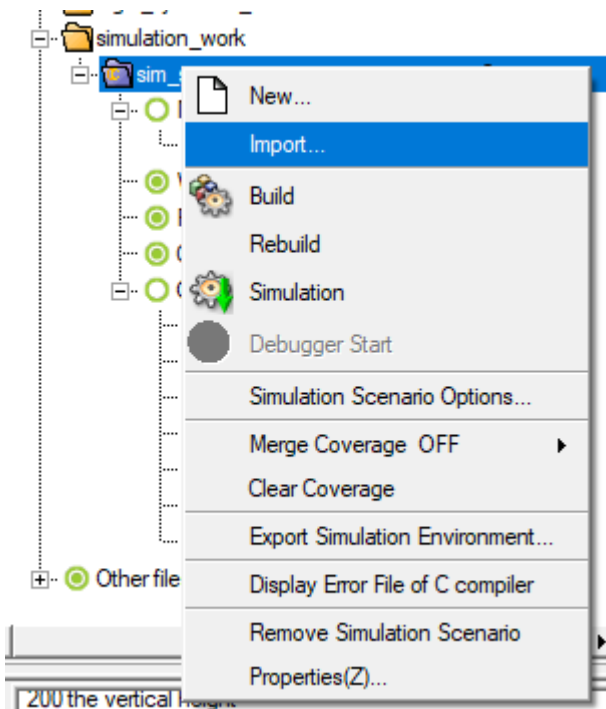 simulation_work
sim_
New...
Import...
Build
Rebuild
Simulation
Debugger Start
Simulation Scenario Options...
Merge Coverage OFF
Clear Coverage
Export Simulation Environment...
Other file
Display Error File of C compiler
Remove Simulation Scenario
Properties(Z)...
200 the vertical height